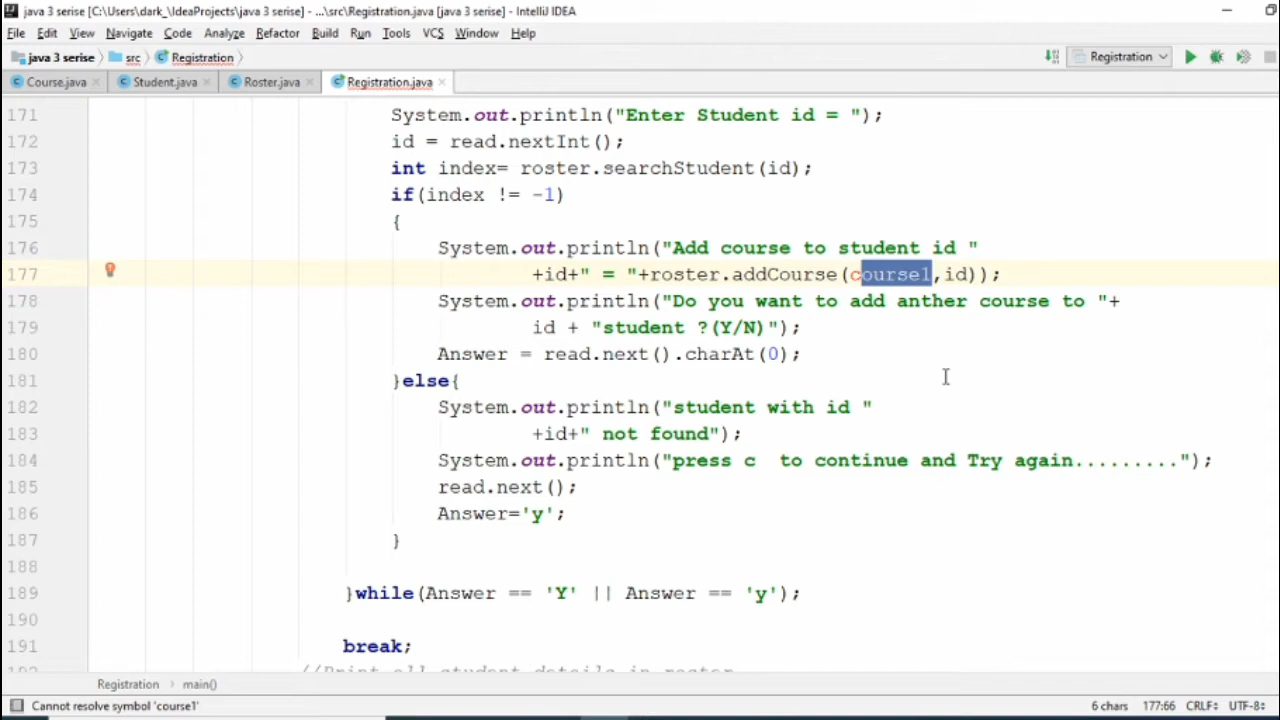 java 3 serise [C:\Users\dark_\IdeaProjects\java 3 serise] - ...\src\Registration.java [java 3 serise] - IntelliJ IDEA
File Edit View Navigate Code Analyze Refactor Build Run Tools VCS Window Help
java 3 serise src Registration Registration
Course.java Student.java Roster.java Registration.java
171 System.out.println("Enter Student id = ");
172 id = read.nextInt();
173 int index= roster.searchStudent(id);
174 if(index != -1)
175 {
176 System.out.println("Add course to student id "
177 +id+" = "+roster.addCourse(course1,id));
178 System.out.println("Do you want to add anther course to "+
179 id + "student ?(Y/N)");
180 Answer = read.next().charAt(0);
181 }else{
182 System.out.println("student with id "
183 +id+" not found");
184 System.out.println("press c  to continue and Try again.........");
185 read.next();
186 Answer='y';
187 }
188
189 }while(Answer == 'Y' || Answer == 'y');
190
191 break;
192 //Print all student details in roster
Registration main()
Cannot resolve symbol 'course1' 6 chars 177:66 CRLF UTF-8